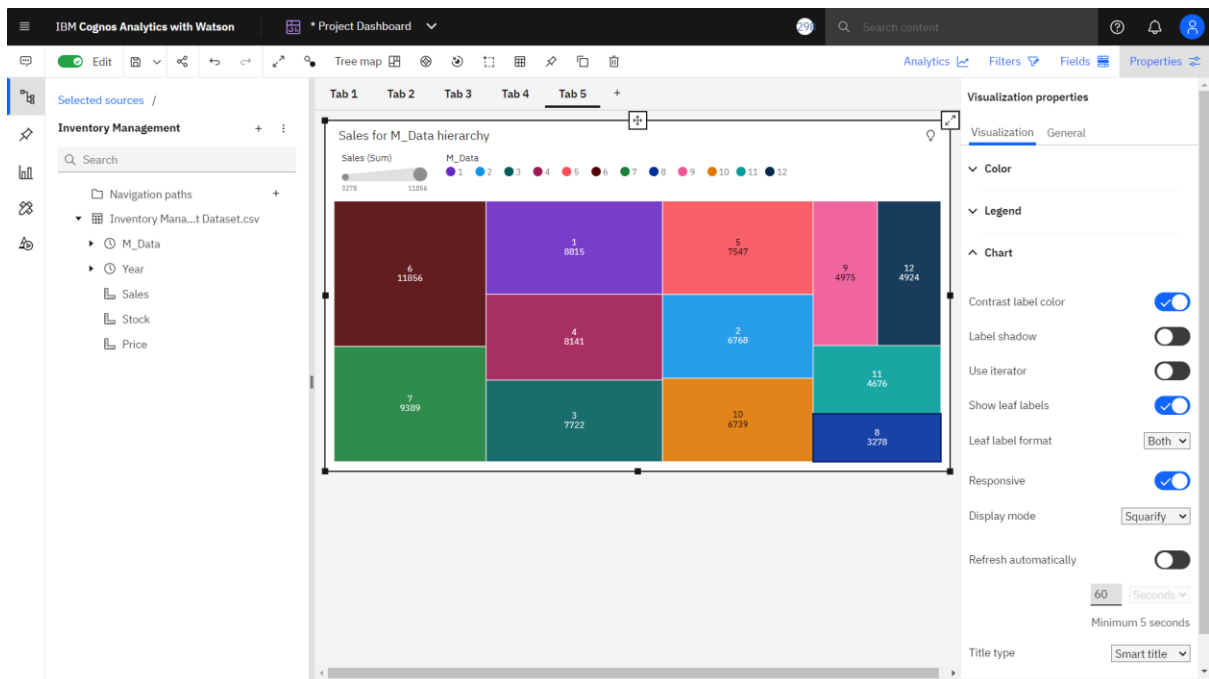 IBM Cognos Analytics with Watson
* Project Dashboard
Search content
Edit
Tree map
Analytics
Filters
Fields
Properties
Selected sources /
Inventory Management
Search
Navigation paths
Inventory Mana...t Dataset.csv
M_Data
Year
Sales
Stock
Price
Tab 1 Tab 2 Tab 3 Tab 4 Tab 5 +
Sales for M_Data hierarchy
Sales (Sum)
3278 11856
M_Data
1 2 3 4 5 6 7 8 9 10 11 12
6
11856
1
8815
5
7547
9
4975
12
4924
4
8141
2
6768
11
4676
7
9389
3
7722
10
6739
8
3278
Visualization properties
Visualization General
Color
Legend
Chart
Contrast label color
Label shadow
Use iterator
Show leaf labels
Leaf label format Both
Responsive
Display mode Squarify
Refresh automatically
60 Seconds
Minimum 5 seconds
Title type Smart title